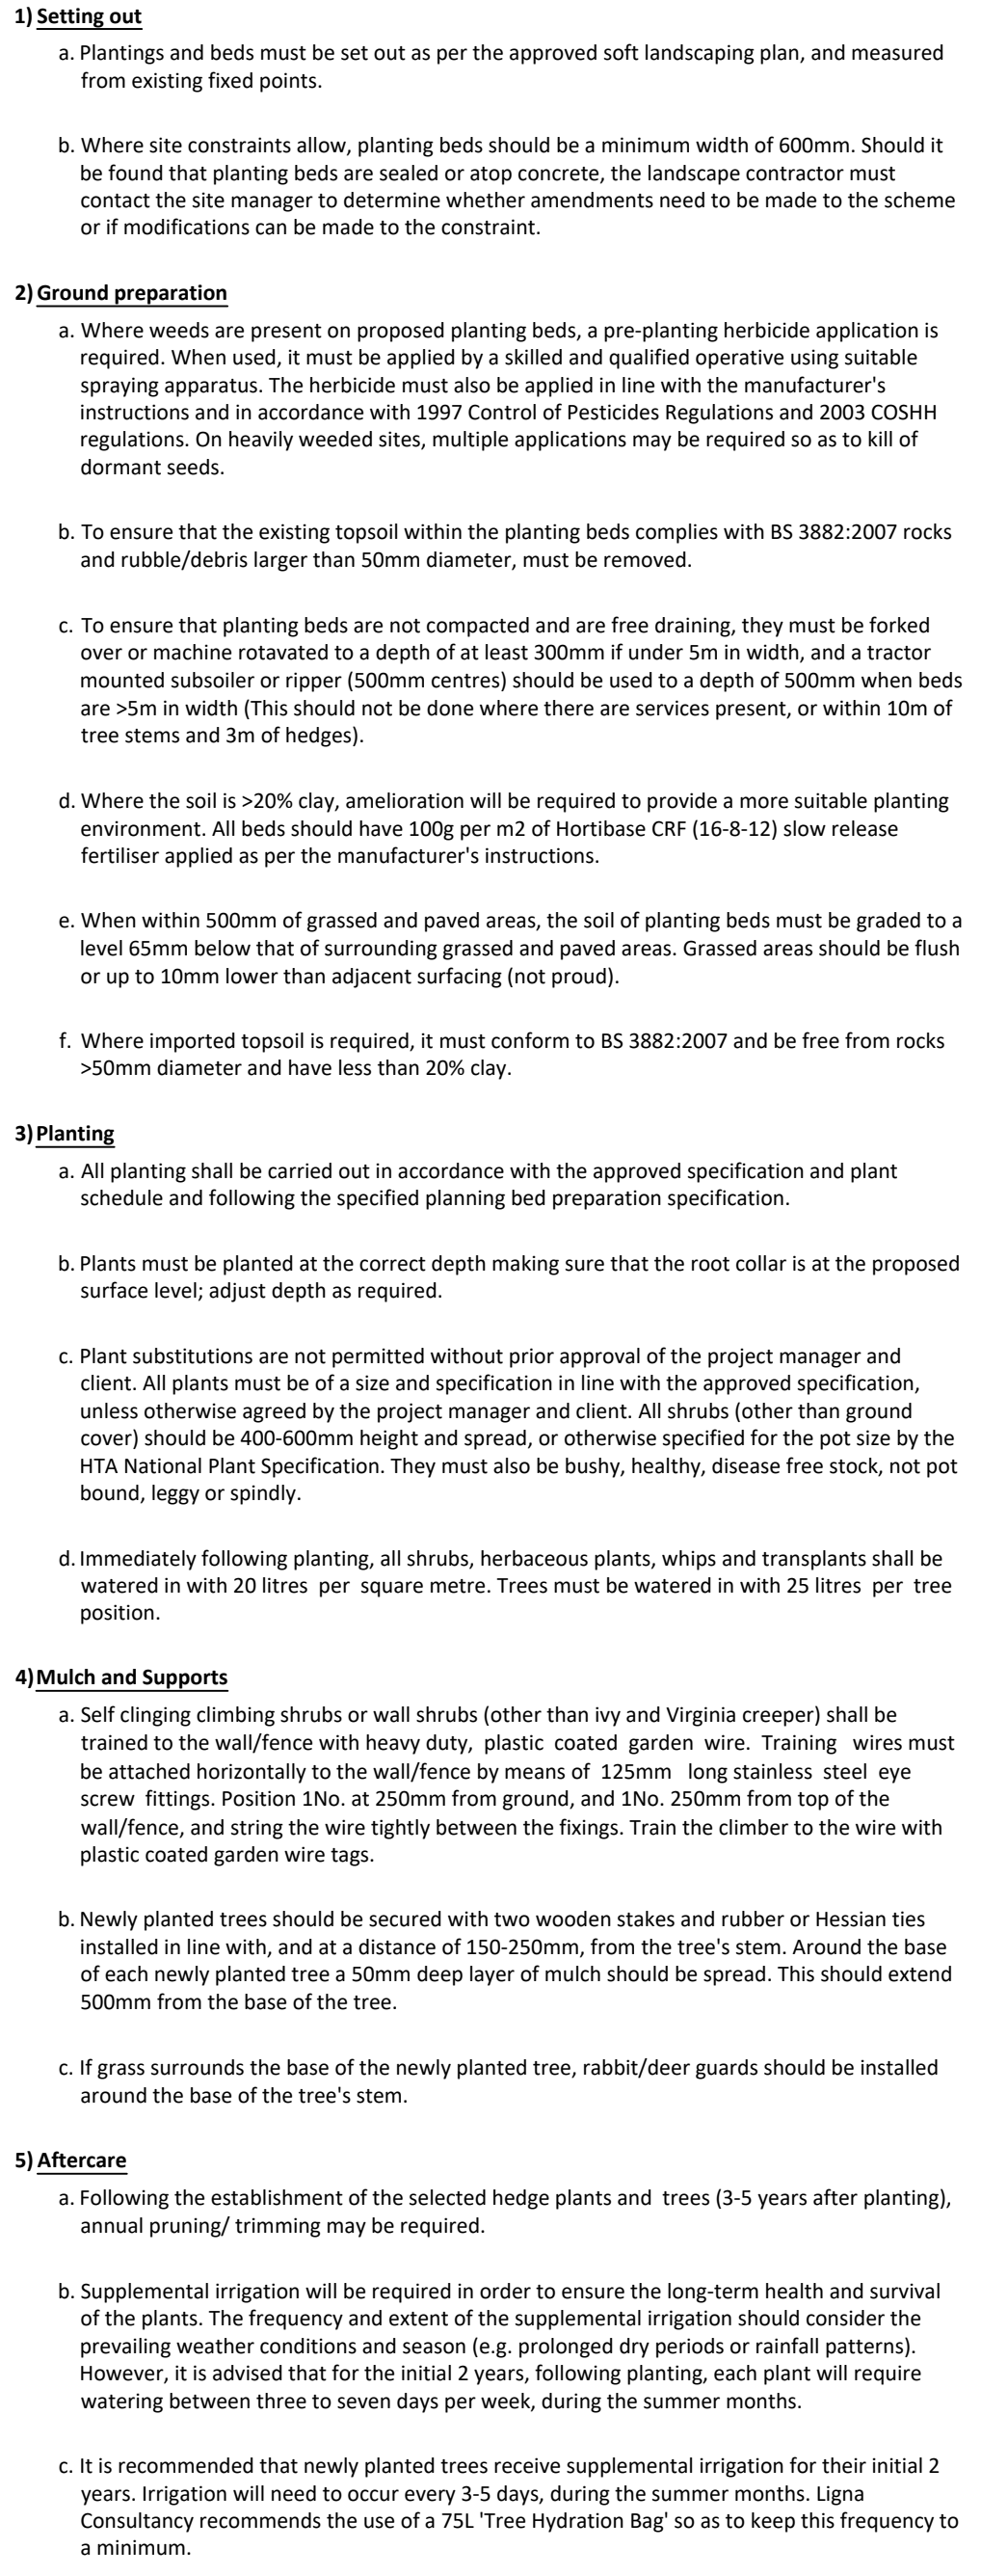 1) Setting out
a. Plantings and beds must be set out as per the approved soft landscaping plan, and measured
from existing fixed points.
b. Where site constraints allow, planting beds should be a minimum width of 600mm. Should it
be found that planting beds are sealed or atop concrete, the landscape contractor must
contact the site manager to determine whether amendments need to be made to the scheme
or if modifications can be made to the constraint.
2) Ground preparation
a. Where weeds are present on proposed planting beds, a pre-planting herbicide application is
required. When used, it must be applied by a skilled and qualified operative using suitable
spraying apparatus. The herbicide must also be applied in line with the manufacturer's
instructions and in accordance with 1997 Control of Pesticides Regulations and 2003 COSHH
regulations. On heavily weeded sites, multiple applications may be required so as to kill of
dormant seeds.
b. To ensure that the existing topsoil within the planting beds complies with BS 3882:2007 rocks
and rubble/debris larger than 50mm diameter, must be removed.
c. To ensure that planting beds are not compacted and are free draining, they must be forked
over or machine rotavated to a depth of at least 300mm if under 5m in width, and a tractor
mounted subsoiler or ripper (500mm centres) should be used to a depth of 500mm when beds
are >5m in width (This should not be done where there are services present, or within 10m of
tree stems and 3m of hedges).
d. Where the soil is >20% clay, amelioration will be required to provide a more suitable planting
environment. All beds should have 100g per m2 of Hortibase CRF (16-8-12) slow release
fertiliser applied as per the manufacturer's instructions.
e. When within 500mm of grassed and paved areas, the soil of planting beds must be graded to a
level 65mm below that of surrounding grassed and paved areas. Grassed areas should be flush
or up to 10mm lower than adjacent surfacing (not proud).
f. Where imported topsoil is required, it must conform to BS 3882:2007 and be free from rocks
>50mm diameter and have less than 20% clay.
3) Planting
a. All planting shall be carried out in accordance with the approved specification and plant
schedule and following the specified planning bed preparation specification.
b. Plants must be planted at the correct depth making sure that the root collar is at the proposed
surface level; adjust depth as required.
c. Plant substitutions are not permitted without prior approval of the project manager and
client. All plants must be of a size and specification in line with the approved specification,
unless otherwise agreed by the project manager and client. All shrubs (other than ground
cover) should be 400-600mm height and spread, or otherwise specified for the pot size by the
HTA National Plant Specification. They must also be bushy, healthy, disease free stock, not pot
bound, leggy or spindly.
d. Immediately following planting, all shrubs, herbaceous plants, whips and transplants shall be
watered in with 20 litres per square metre. Trees must be watered in with 25 litres per tree
position.
4) Mulch and Supports
a. Self clinging climbing shrubs or wall shrubs (other than ivy and Virginia creeper) shall be
trained to the wall/fence with heavy duty, plastic coated garden wire. Training wires must
be attached horizontally to the wall/fence by means of 125mm long stainless steel eye
screw fittings. Position 1No. at 250mm from ground, and 1No. 250mm from top of the
wall/fence, and string the wire tightly between the fixings. Train the climber to the wire with
plastic coated garden wire tags.
b. Newly planted trees should be secured with two wooden stakes and rubber or Hessian ties
installed in line with, and at a distance of 150-250mm, from the tree's stem. Around the base
of each newly planted tree a 50mm deep layer of mulch should be spread. This should extend
500mm from the base of the tree.
c. If grass surrounds the base of the newly planted tree, rabbit/deer guards should be installed
around the base of the tree's stem.
5) Aftercare
a. Following the establishment of the selected hedge plants and trees (3-5 years after planting),
annual pruning/ trimming may be required.
b. Supplemental irrigation will be required in order to ensure the long-term health and survival
of the plants. The frequency and extent of the supplemental irrigation should consider the
prevailing weather conditions and season (e.g. prolonged dry periods or rainfall patterns).
However, it is advised that for the initial 2 years, following planting, each plant will require
watering between three to seven days per week, during the summer months.
c. It is recommended that newly planted trees receive supplemental irrigation for their initial 2
years. Irrigation will need to occur every 3-5 days, during the summer months. Ligna
Consultancy recommends the use of a 75L 'Tree Hydration Bag' so as to keep this frequency to
a minimum.